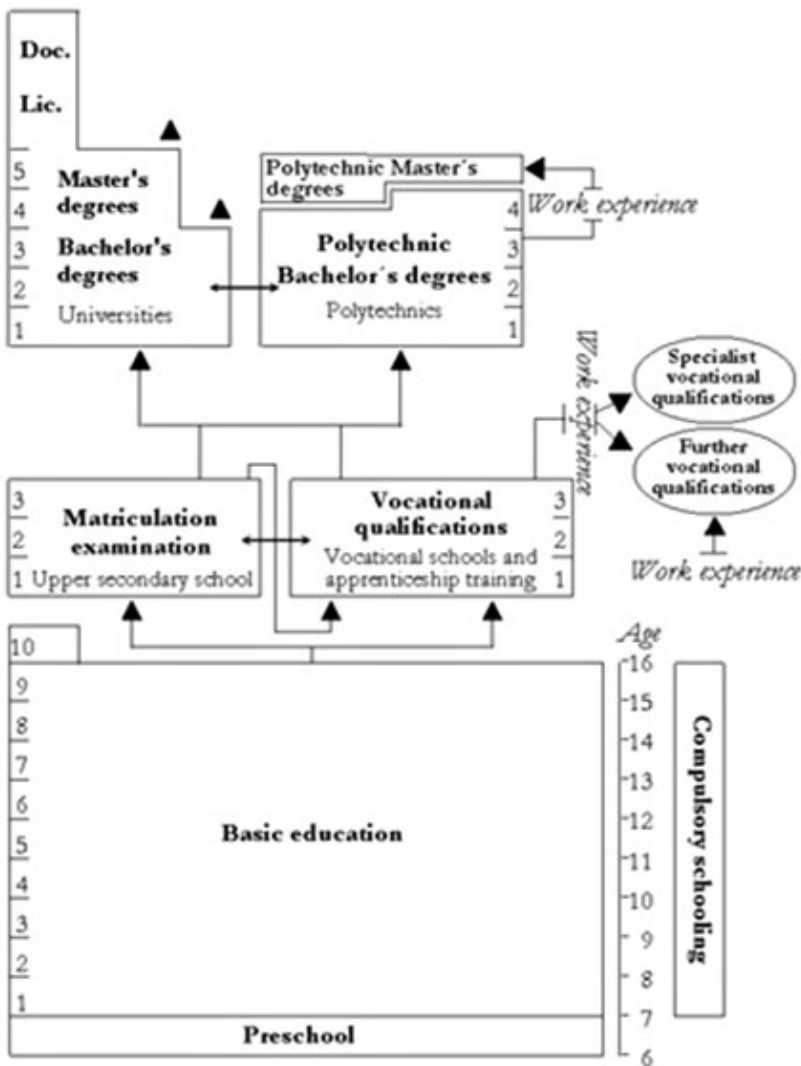 Doc.
Lic.
5
4
3
2
1
Master's
degrees
Bachelor's
degrees
Universities
Polytechnic Master´s
degrees
Work experience
Polytechnic
Bachelor´s degrees
Polytechnics
4
3
2
1
Work experience
Specialist
vocational
qualifications
Further
vocational
qualifications
Work experience
3
2
1
Matriculation
examination
Upper secondary school
Vocational
qualifications
Vocational schools and
apprenticeship training
3
2
1
10
9
8
7
6
5
4
3
2
1
Basic education
Preschool
Age
16
15
14
13
12
11
10
9
8
7
6
Compulsory schooling